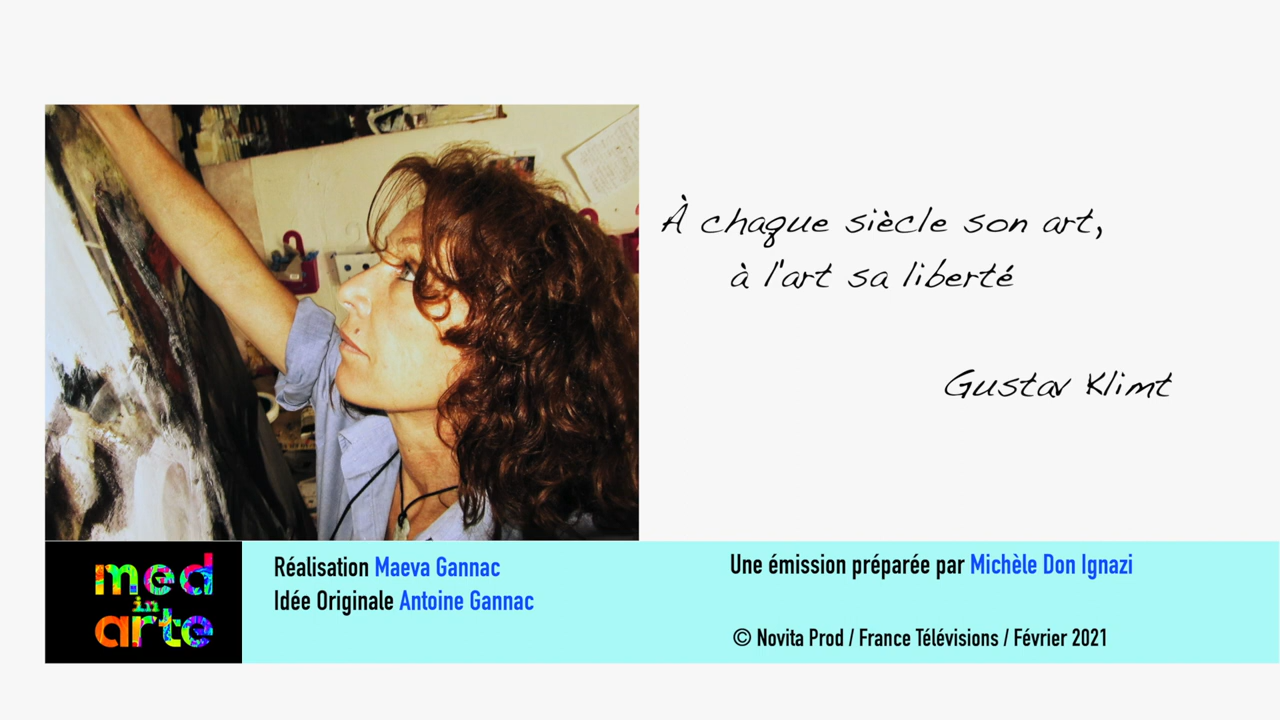 À chaque siècle son art,
à l'art sa liberté
Gustav Klimt
med
in
arte
Réalisation Maeva Gannac
Idée Originale Antoine Gannac
Une émission préparée par Michèle Don Ignazi
© Novita Prod / France Télévisions / Février 2021